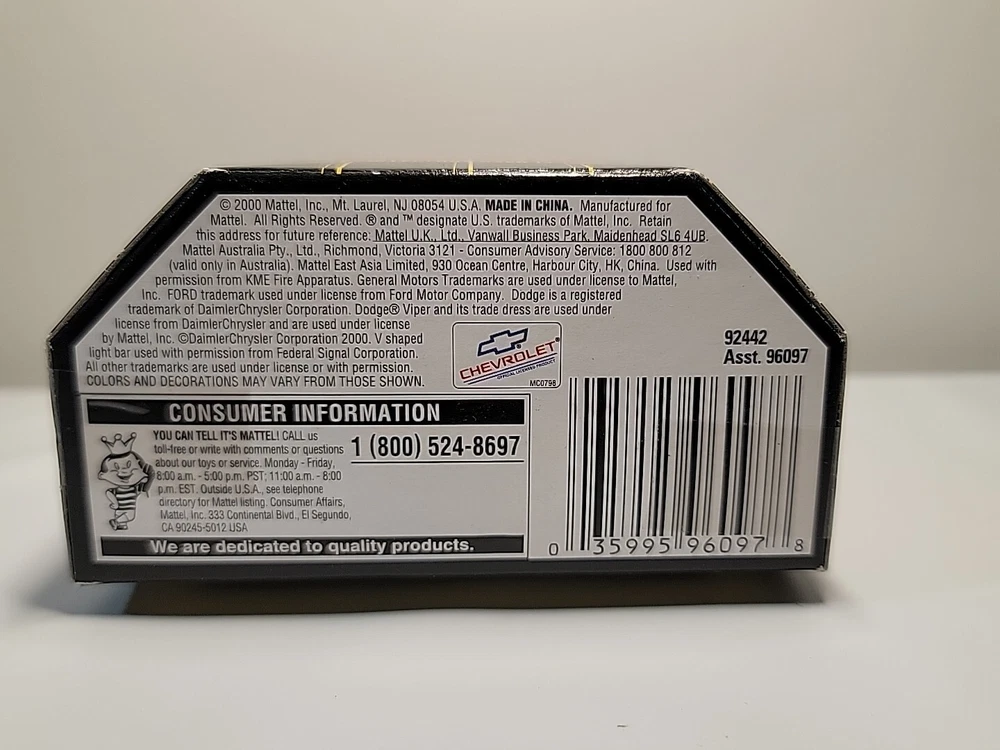 © 2000 Mattel, Inc., Mt. Laurel, NJ 08054 U.S.A. MADE IN CHINA. Manufactured for
Mattel. All Rights Reserved. ® and ™ designate U.S. trademarks of Mattel, Inc. Retain
this address for future reference: Mattel U.K., Ltd., Vanwall Business Park, Maidenhead SL6 4UB.
Mattel Australia Pty., Ltd., Richmond, Victoria 3121 - Consumer Advisory Service: 1800 800 812
(valid only in Australia). Mattel East Asia Limited, 930 Ocean Centre, Harbour City, HK, China. Used with
permission from KME Fire Apparatus. General Motors Trademarks are used under license to Mattel,
Inc. FORD trademark used under license from Ford Motor Company. Dodge is a registered
trademark of DaimlerChrysler Corporation. Dodge® Viper and its trade dress are used under
license from DaimlerChrysler and are used under license
by Mattel, Inc. ©DaimlerChrysler Corporation 2000. V shaped
light bar used with permission from Federal Signal Corporation.
All other trademarks are used under license or with permission.
COLORS AND DECORATIONS MAY VARY FROM THOSE SHOWN.
CHEVROLET
OFFICIAL LICENSED PRODUCT
MC0798
92442
Asst. 96097
CONSUMER INFORMATION
YOU CAN TELL IT'S MATTEL! CALL us
toll-free or write with comments or questions
about our toys or service. Monday - Friday,
8:00 a.m. - 5:00 p.m. PST; 11:00 a.m. - 8:00
p.m. EST. Outside U.S.A., see telephone
directory for Mattel listing. Consumer Affairs,
Mattel, Inc. 333 Continental Blvd., El Segundo,
CA 90245-5012 USA
1 (800) 524-8697
We are dedicated to quality products.
0 35995 96097 8